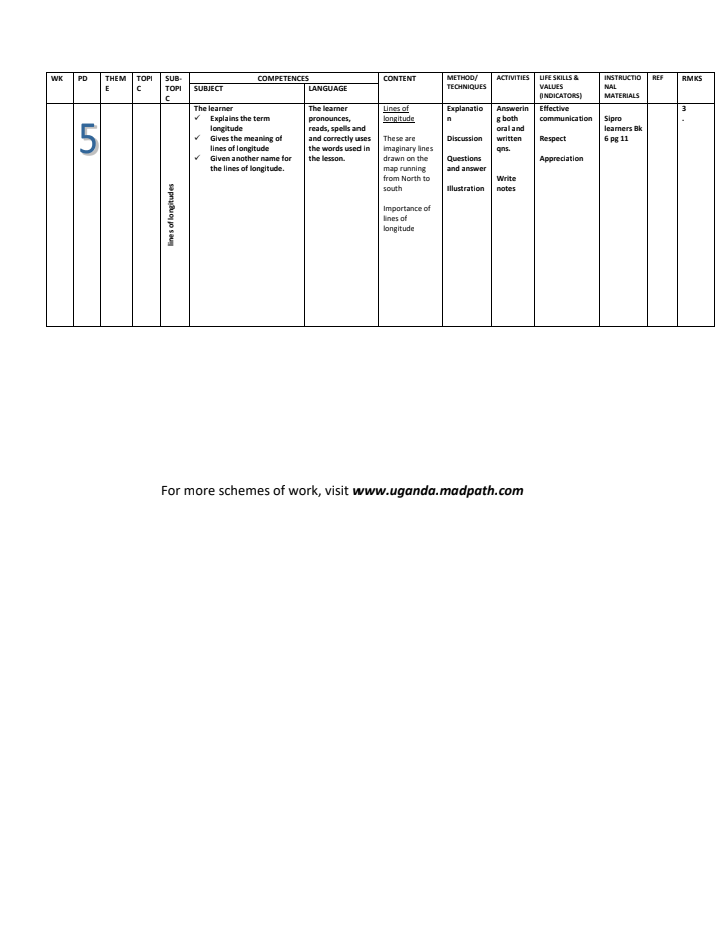 WK PD THEM TOPI SUB- COMPETENCES CONTENT METHOD/ ACTIVITIES LIFE SKILLS & INSTRUCTIO REF RMKS
E C TOPI SUBJECT LANGUAGE TECHNIQUES VALUES NAL
C (INDICATORS) MATERIALS
5
lines of longitudes
The learner
✓ Explains the term
longitude
✓ Gives the meaning of
lines of longitude
✓ Given another name for
the lines of longitude.
The learner
pronounces,
reads, spells and
and correctly uses
the words used in
the lesson.
Lines of
longitude
These are
imaginary lines
drawn on the
map running
from North to
south
Importance of
lines of
longitude
Explanatio
n
Discussion
Questions
and answer
Illustration
Answerin
g both
oral and
written
qns.
Write
notes
Effective
communication
Respect
Appreciation
Sipro
learners Bk
6 pg 11
3
.
For more schemes of work, visit www.uganda.madpath.com